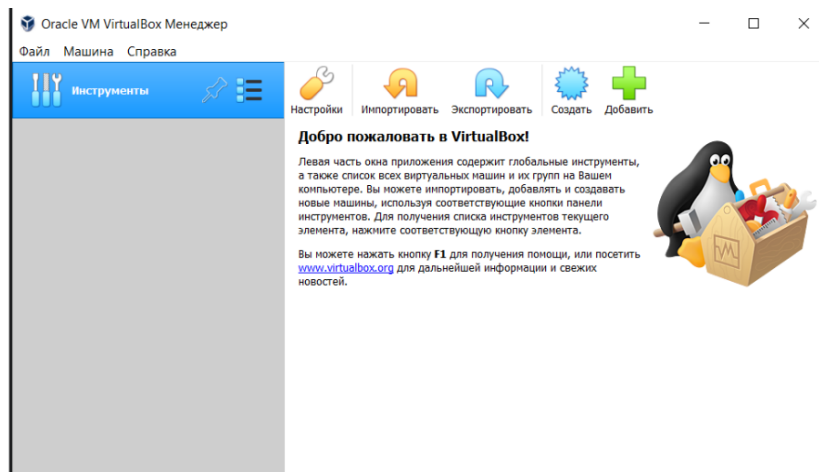 Oracle VM VirtualBox Менеджер
Файл Машина Справка
Инструменты
Настройки Импортировать Экспортировать Создать Добавить
Добро пожаловать в VirtualBox!
Левая часть окна приложения содержит глобальные инструменты,
а также список всех виртуальных машин и их групп на Вашем
компьютере. Вы можете импортировать, добавлять и создавать
новые машины, используя соответствующие кнопки панели
инструментов. Для получения списка инструментов текущего
элемента, нажмите соответствующую кнопку элемента.
Вы можете нажать кнопку F1 для получения помощи, или посетить
www.virtualbox.org для дальнейшей информации и свежих
новостей.